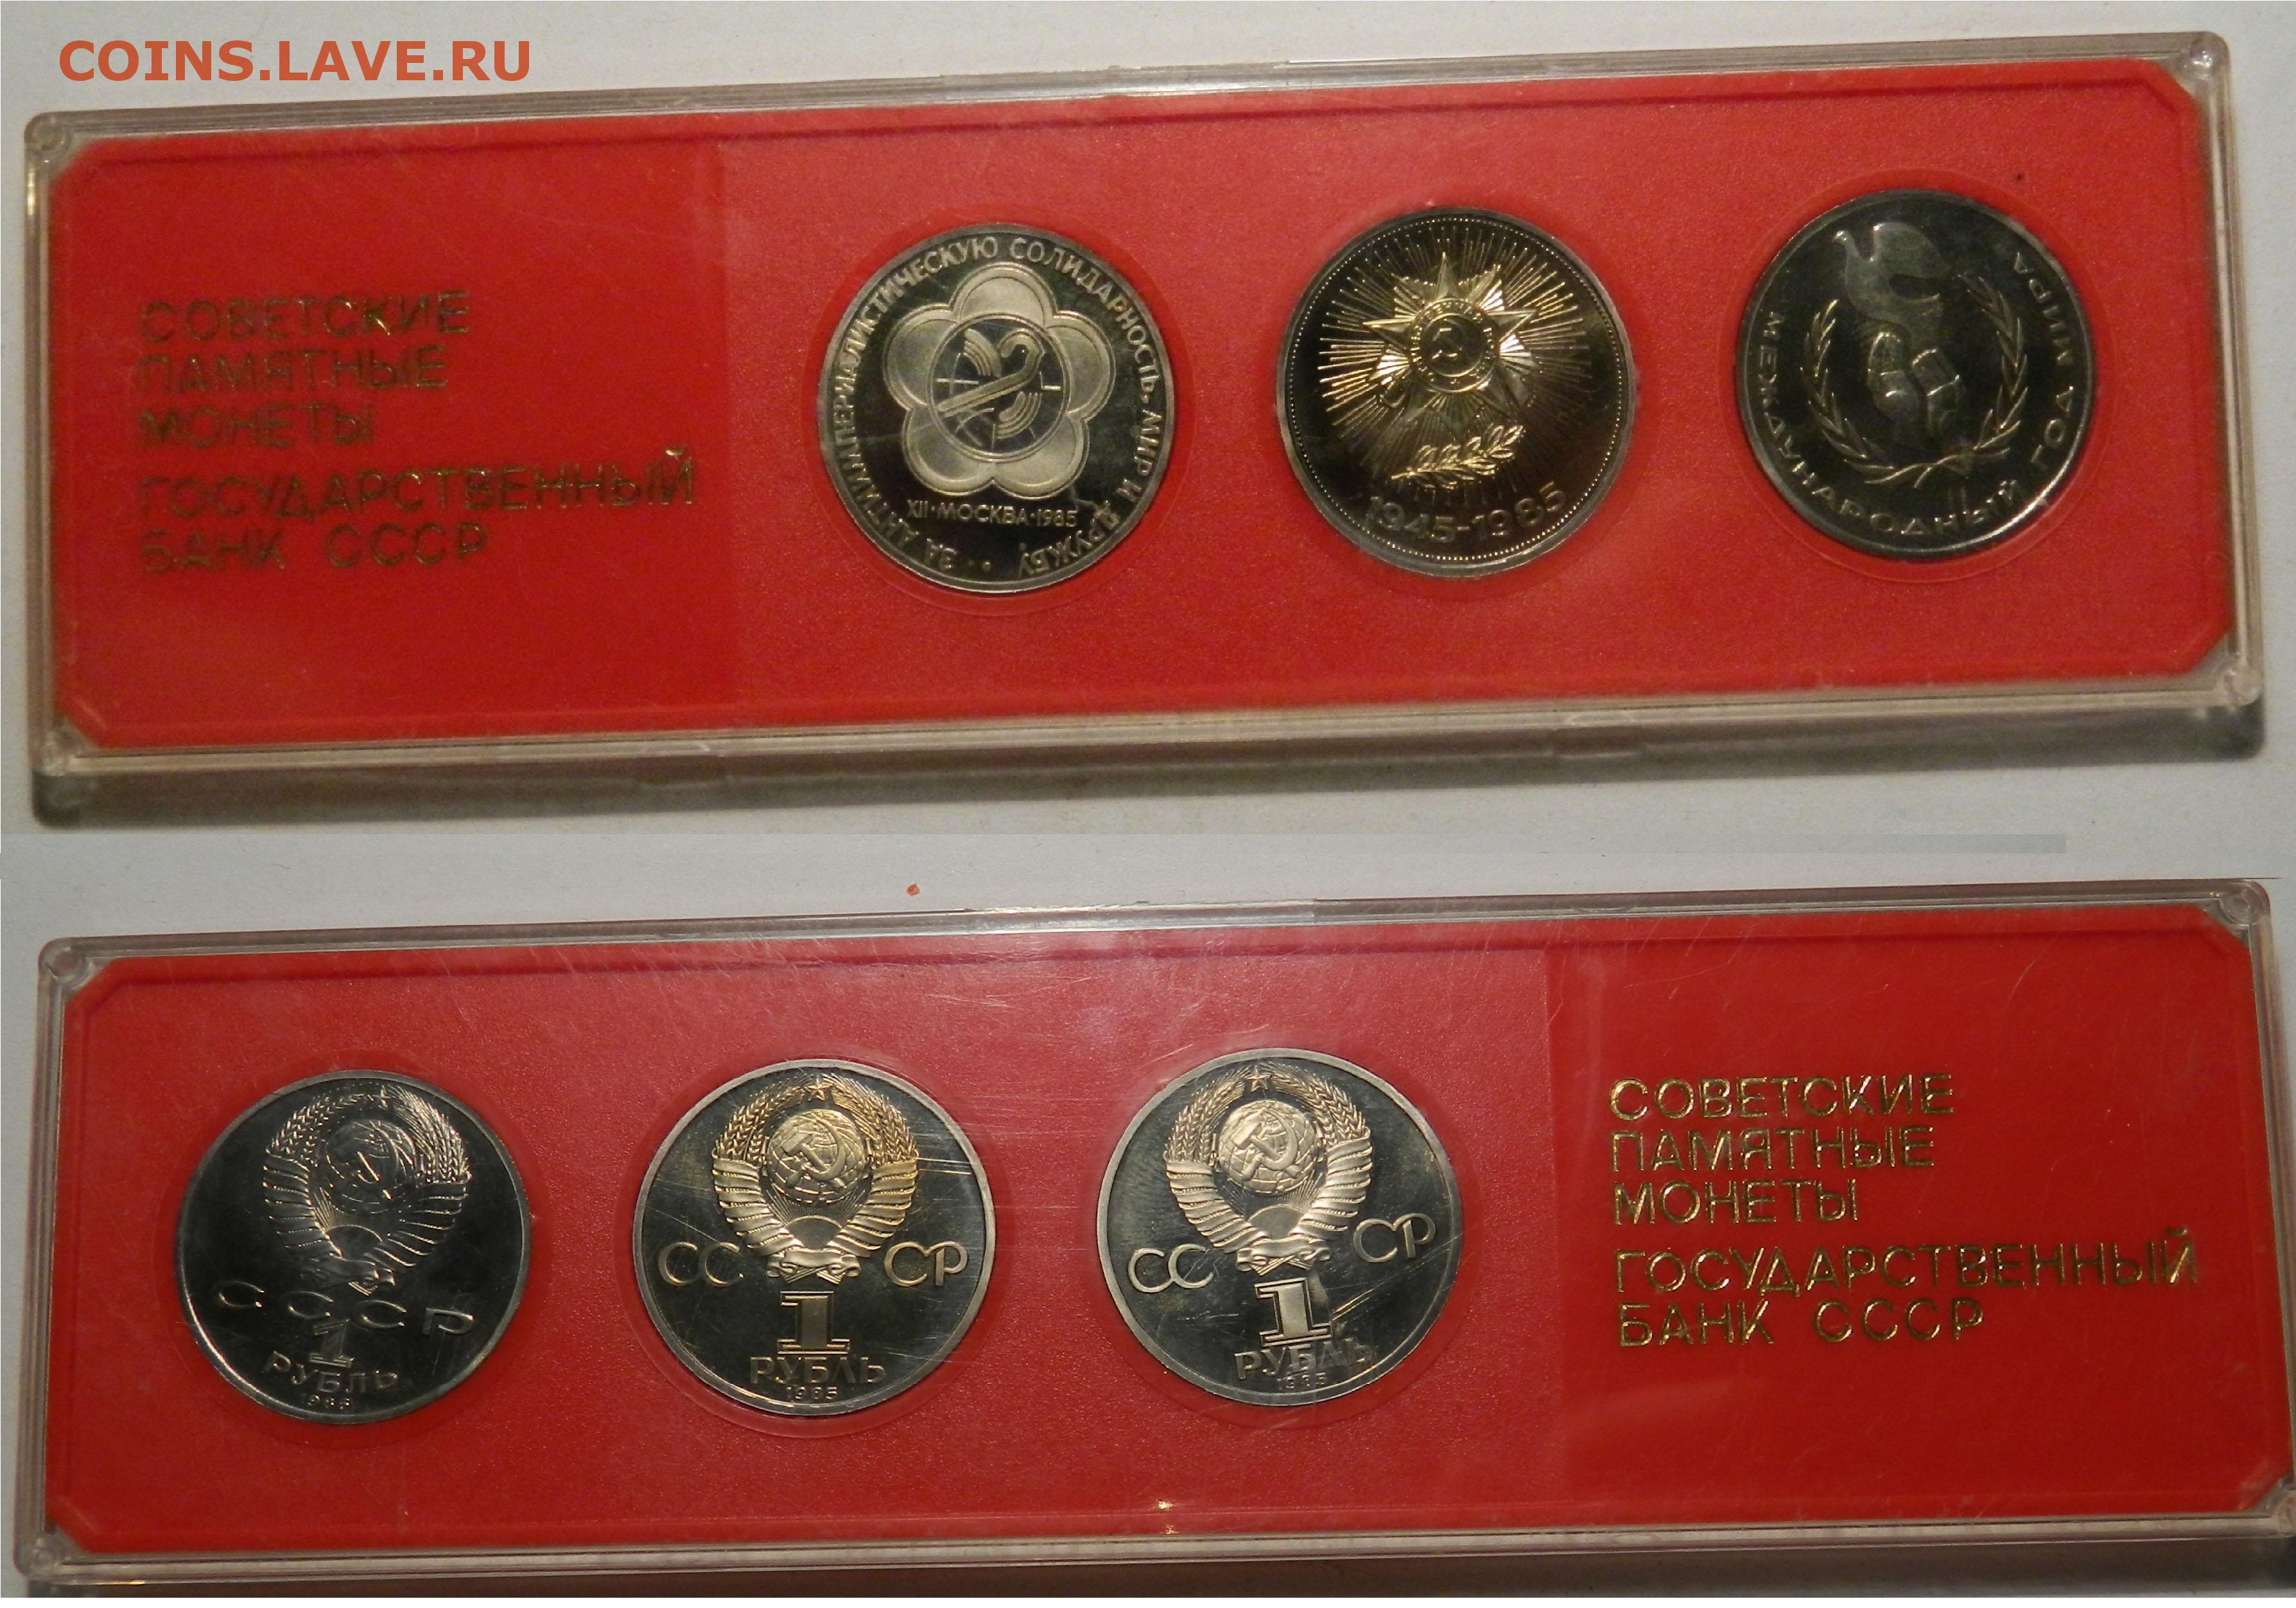 COINS.LAVE.RU
СОВЕТСКИЕ
ПАМЯТНЫЕ
МОНЕТЫ
ГОСУДАРСТВЕННЫЙ
БАНК СССР
ЗА АНТИИМПЕРИАЛИСТИЧЕСКУЮ СОЛИДАРНОСТЬ, МИР И ДРУЖБУ
XII·МОСКВА·1985
1945-1985
МЕЖДУНАРОДНЫЙ ГОД МИРА
СССР
1
РУБЛЬ
1986
СС СР
1
РУБЛЬ
1985
СС СР
1
РУБЛЬ
1985
СОВЕТСКИЕ
ПАМЯТНЫЕ
МОНЕТЫ
ГОСУДАРСТВЕННЫЙ
БАНК СССР